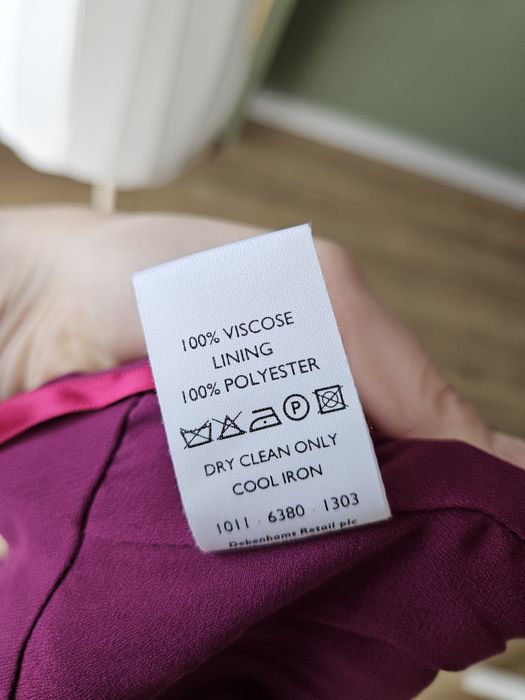 100% VISCOSE
LINING
100% POLYESTER
P
DRY CLEAN ONLY
COOL IRON
1011 · 6380 · 1303
Debenhams Retail plc